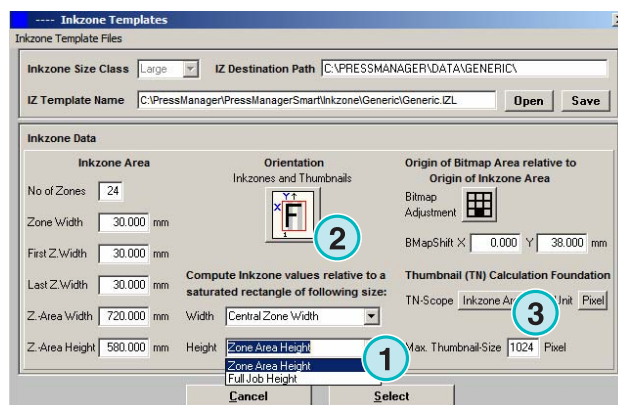 ---- Inkzone Templates
Inkzone Template Files
Inkzone Size Class Large IZ Destination Path C:\PRESSMANAGER\DATA\GENERIC\
IZ Template Name C:\PressManager\PressManagerSmart\Inkzone\Generic\Generic.IZL Open Save
Inkzone Data
Inkzone Area
No of Zones 24
Zone Width 30.000 mm
First Z.Width 30.000 mm
Last Z.Width 30.000 mm
Z.-Area Width 720.000 mm
Z.-Area Height 580.000 mm
Orientation
Inkzones and Thumbnails
Y
X F
1
2
Compute Inkzone values relative to a
saturated rectangle of following size:
Width Central Zone Width
Height Zone Area Height
Zone Area Height
Full Job Height
1
Origin of Bitmap Area relative to
Origin of Inkzone Area
Bitmap
Adjustment
BMapShift X 0.000 Y 38.000 mm
Thumbnail (TN) Calculation Foundation
TN-Scope Inkzone Pixel
3
Max. Thumbnail-Size 1024 Pixel
Cancel Select